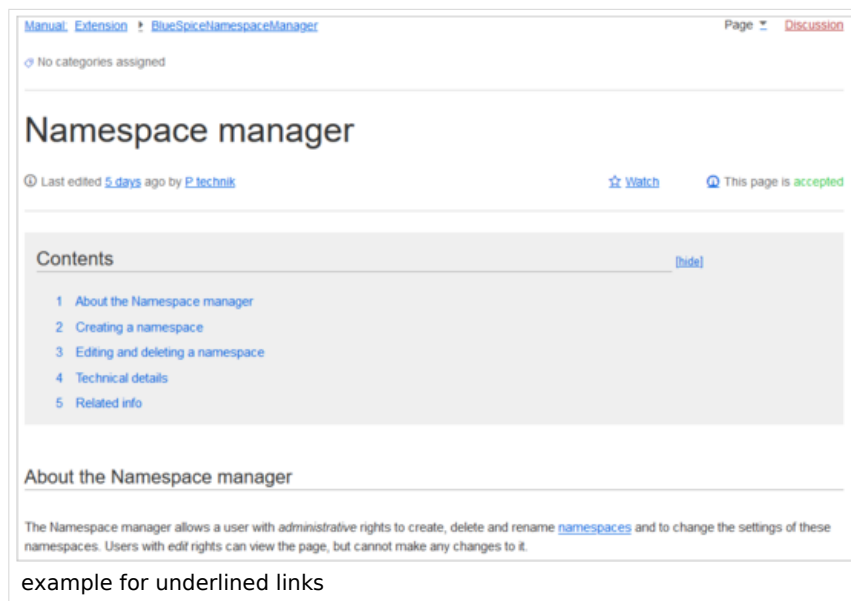 Manual: Extension BlueSpiceNamespaceManager Page Discussion
No categories assigned
Namespace manager
Last edited 5 days ago by P technik Watch This page is accepted
Contents [hide]
1 About the Namespace manager
2 Creating a namespace
3 Editing and deleting a namespace
4 Technical details
5 Related info
About the Namespace manager
The Namespace manager allows a user with administrative rights to create, delete and rename namespaces and to change the settings of these
namespaces. Users with edit rights can view the page, but cannot make any changes to it.
example for underlined links